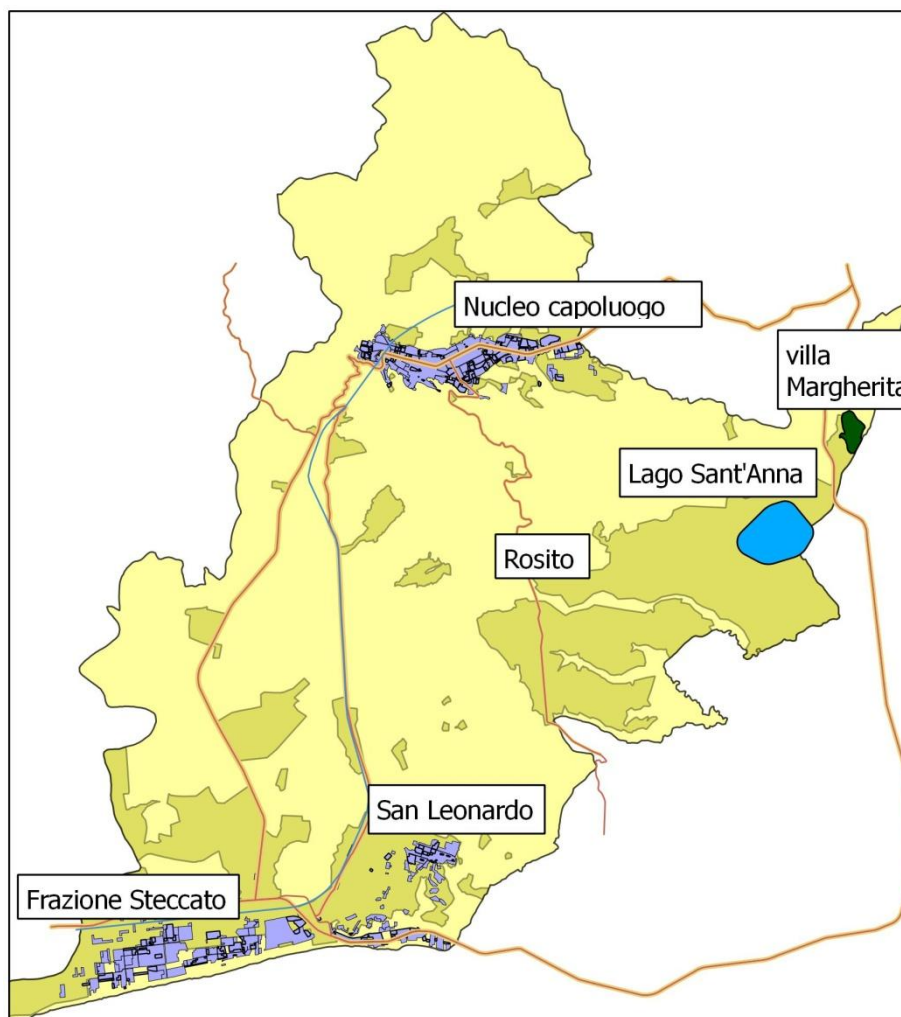 Nucleo capoluogo
villa
Margherita
Lago Sant'Anna
Rosito
San Leonardo
Frazione Steccato